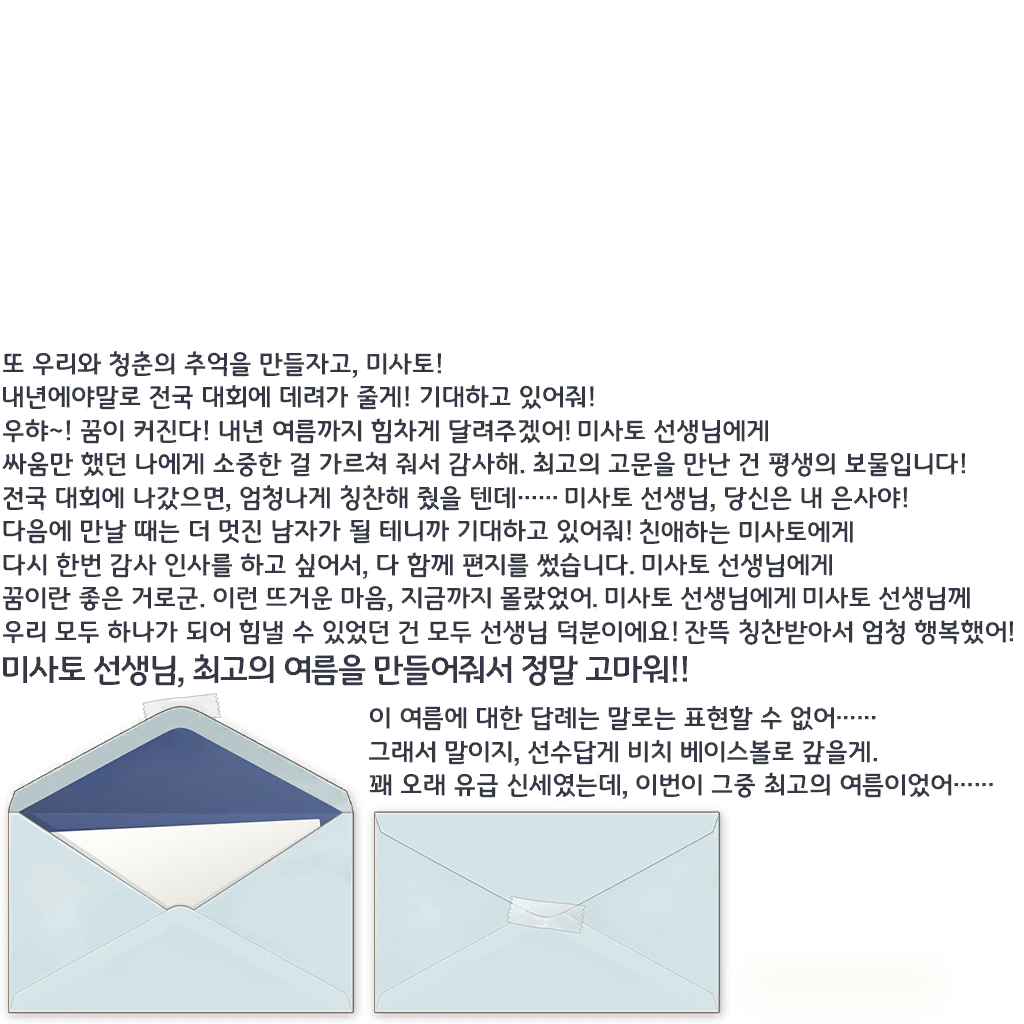 또 우리와 청춘의 추억을 만들자고, 미사토!
내년에야말로 전국 대회에 데려가 줄게! 기대하고 있어줘!
우햐~! 꿈이 커진다! 내년 여름까지 힘차게 달려주겠어! 미사토 선생님에게
싸움만 했던 나에게 소중한 걸 가르쳐 줘서 감사해. 최고의 고문을 만난 건 평생의 보물입니다!
전국 대회에 나갔으면, 엄청나게 칭찬해 줬을 텐데…… 미사토 선생님, 당신은 내 은사야!
다음에 만날 때는 더 멋진 남자가 될 테니까 기대하고 있어줘! 친애하는 미사토에게
다시 한번 감사 인사를 하고 싶어서, 다 함께 편지를 썼습니다. 미사토 선생님에게
꿈이란 좋은 거로군. 이런 뜨거운 마음, 지금까지 몰랐었어. 미사토 선생님에게 미사토 선생님께
우리 모두 하나가 되어 힘낼 수 있었던 건 모두 선생님 덕분이에요! 잔뜩 칭찬받아서 엄청 행복했어!
미사토 선생님, 최고의 여름을 만들어줘서 정말 고마워!!
이 여름에 대한 답례는 말로는 표현할 수 없어……
그래서 말이지, 선수답게 비치 베이스볼로 갚을게.
꽤 오래 유급 신세였는데, 이번이 그중 최고의 여름이었어……